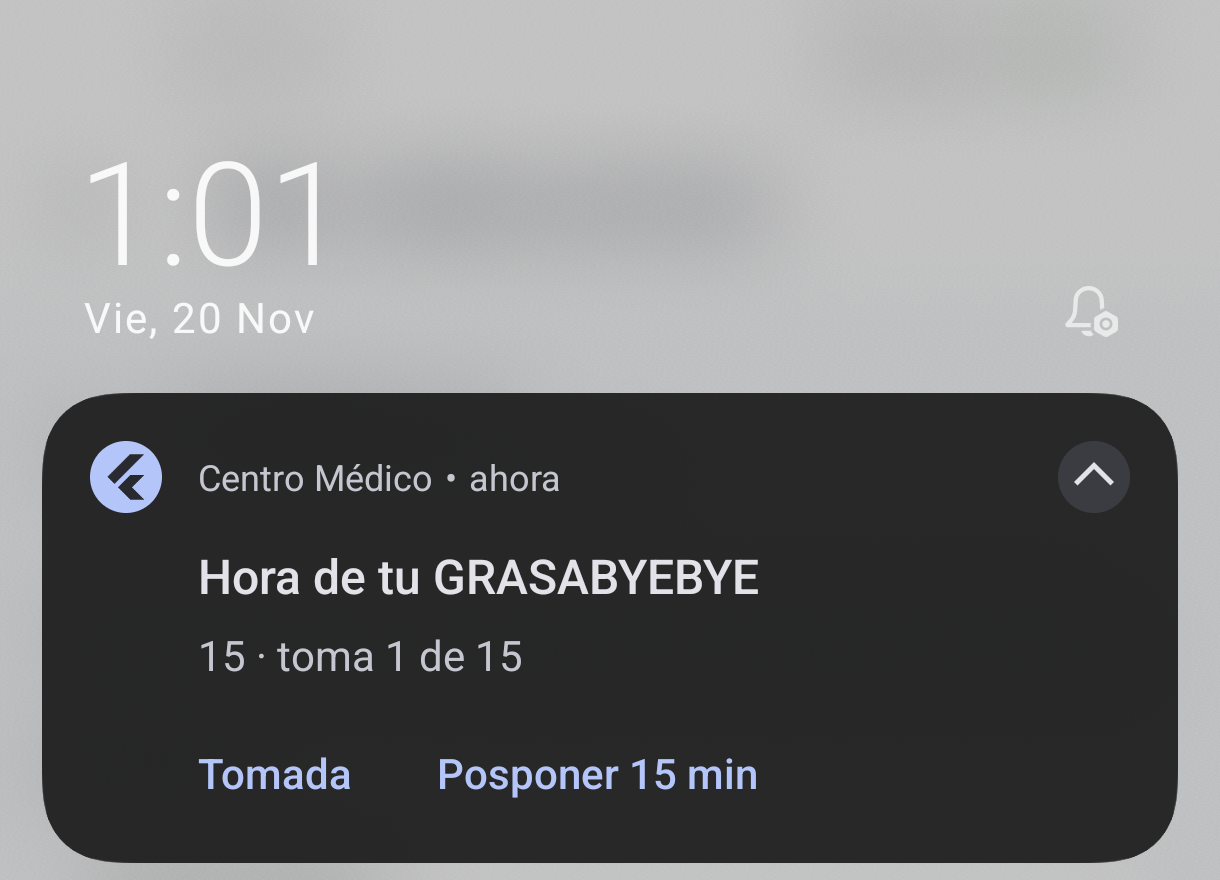 1:01
Vie, 20 Nov
Centro Médico • ahora
Hora de tu GRASABYEBYE
15 · toma 1 de 15
Tomada Posponer 15 min